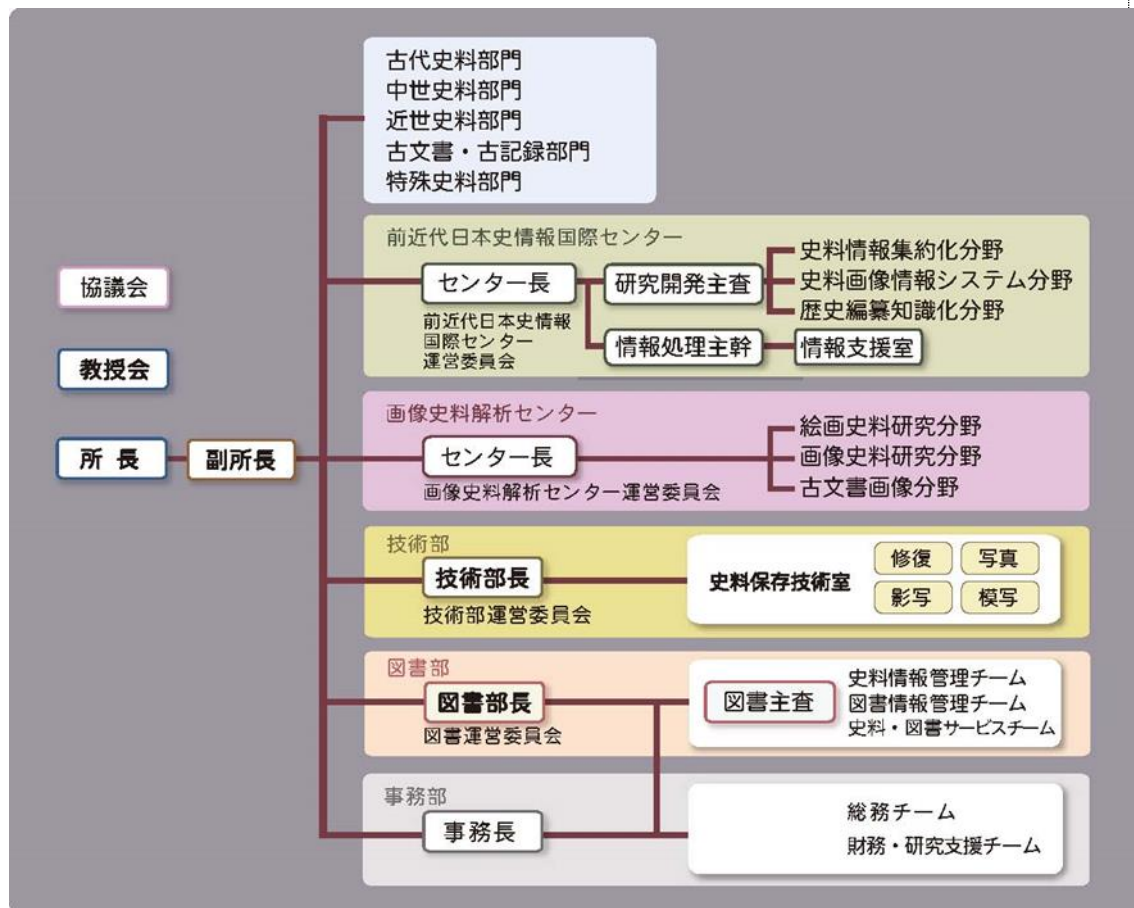 協議会
教授会
所 長
副所長
古代史料部門
中世史料部門
近世史料部門
古文書・古記録部門
特殊史料部門
前近代日本史情報国際センター
センター長
前近代日本史情報
国際センター
運営委員会
研究開発主査
史料情報集約化分野
史料画像情報システム分野
歴史編纂知識化分野
情報処理主幹
情報支援室
画像史料解析センター
センター長
画像史料解析センター運営委員会
絵画史料研究分野
画像史料研究分野
古文書画像分野
技術部
技術部長
技術部運営委員会
史料保存技術室
修復
写真
影写
模写
図書部
図書部長
図書運営委員会
図書主査
史料情報管理チーム
図書情報管理チーム
史料・図書サービスチーム
事務部
事務長
総務チーム
財務・研究支援チーム